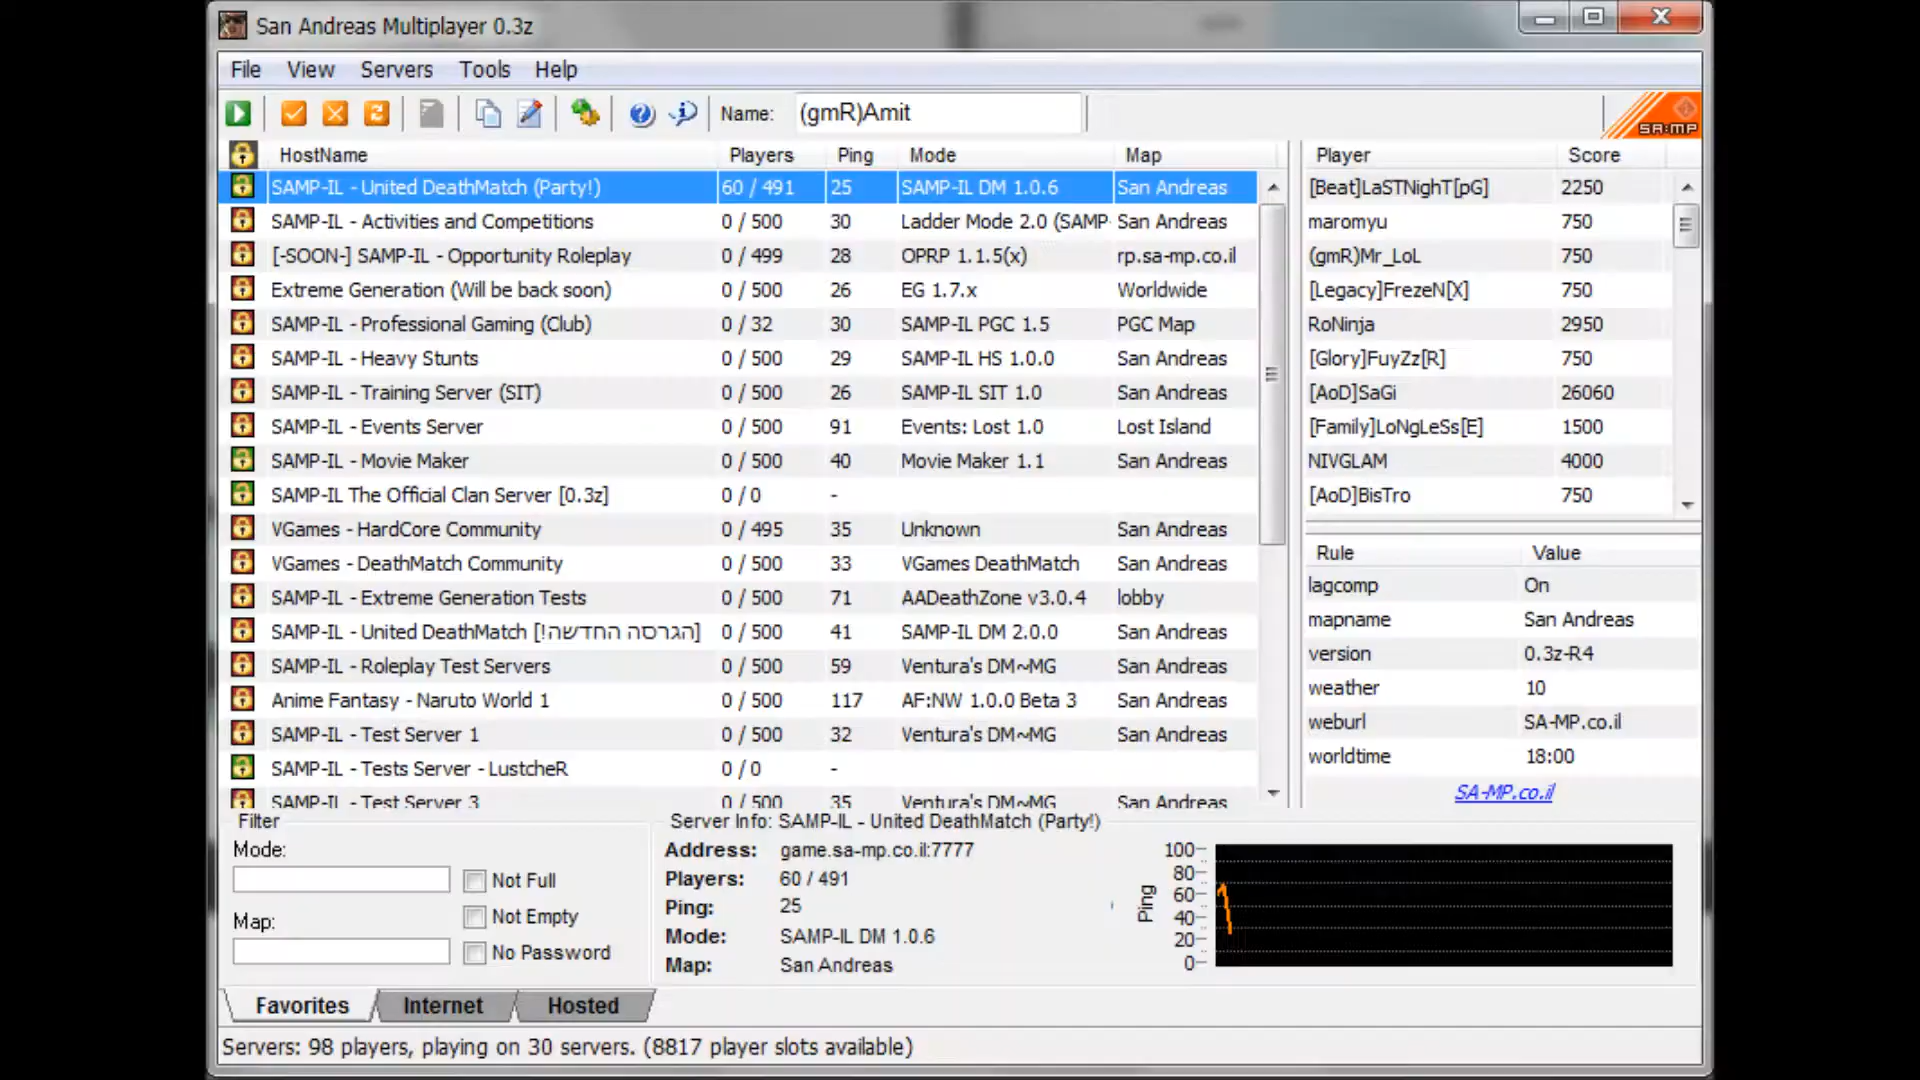 San Andreas Multiplayer 0.3z
File View Servers Tools Help
Name: (gmR)Amit
SA:MP
HostName Players Ping Mode Map
SAMP-IL - United DeathMatch (Party!) 60 / 491 25 SAMP-IL DM 1.0.6 San Andreas
SAMP-IL - Activities and Competitions 0 / 500 30 Ladder Mode 2.0 (SAMP- San Andreas
[-SOON-] SAMP-IL - Opportunity Roleplay 0 / 499 28 OPRP 1.1.5(x) rp.sa-mp.co.il
Extreme Generation (Will be back soon) 0 / 500 26 EG 1.7.x Worldwide
SAMP-IL - Professional Gaming (Club) 0 / 32 30 SAMP-IL PGC 1.5 PGC Map
SAMP-IL - Heavy Stunts 0 / 500 29 SAMP-IL HS 1.0.0 San Andreas
SAMP-IL - Training Server (SIT) 0 / 500 26 SAMP-IL SIT 1.0 San Andreas
SAMP-IL - Events Server 0 / 500 91 Events: Lost 1.0 Lost Island
SAMP-IL - Movie Maker 0 / 500 40 Movie Maker 1.1 San Andreas
SAMP-IL The Official Clan Server [0.3z] 0 / 0 -
VGames - HardCore Community 0 / 495 35 Unknown San Andreas
VGames - DeathMatch Community 0 / 500 33 VGames DeathMatch San Andreas
SAMP-IL - Extreme Generation Tests 0 / 500 71 AADeathZone v3.0.4 lobby
SAMP-IL - United DeathMatch [הגרסה החדשה!] 0 / 500 41 SAMP-IL DM 2.0.0 San Andreas
SAMP-IL - Roleplay Test Servers 0 / 500 59 Ventura's DM~MG San Andreas
Anime Fantasy - Naruto World 1 0 / 500 117 AF:NW 1.0.0 Beta 3 San Andreas
SAMP-IL - Test Server 1 0 / 500 32 Ventura's DM~MG San Andreas
SAMP-IL - Tests Server - LustcheR 0 / 0 -
SAMP-IL - Test Server 3 0 / 500 35 Ventura's DM~MG San Andreas
Player Score
[Beat]LaSTNighT[pG] 2250
maromyu 750
(gmR)Mr_LoL 750
[Legacy]FrezeN[X] 750
RoNinja 2950
[Glory]FuyZz[R] 750
[AoD]SaGi 26060
[Family]LoNgLeSs[E] 1500
NIVGLAM 4000
[AoD]BisTro 750
Rule Value
lagcomp On
mapname San Andreas
version 0.3z-R4
weather 10
weburl SA-MP.co.il
worldtime 18:00
SA-MP.co.il
Filter
Mode:
Not Full
Not Empty
Map:
No Password
Server Info: SAMP-IL - United DeathMatch (Party!)
Address: game.sa-mp.co.il:7777
Players: 60 / 491
Ping: 25
Mode: SAMP-IL DM 1.0.6
Map: San Andreas
Ping
100
80
60
40
20
0
Favorites Internet Hosted
Servers: 98 players, playing on 30 servers. (8817 player slots available)